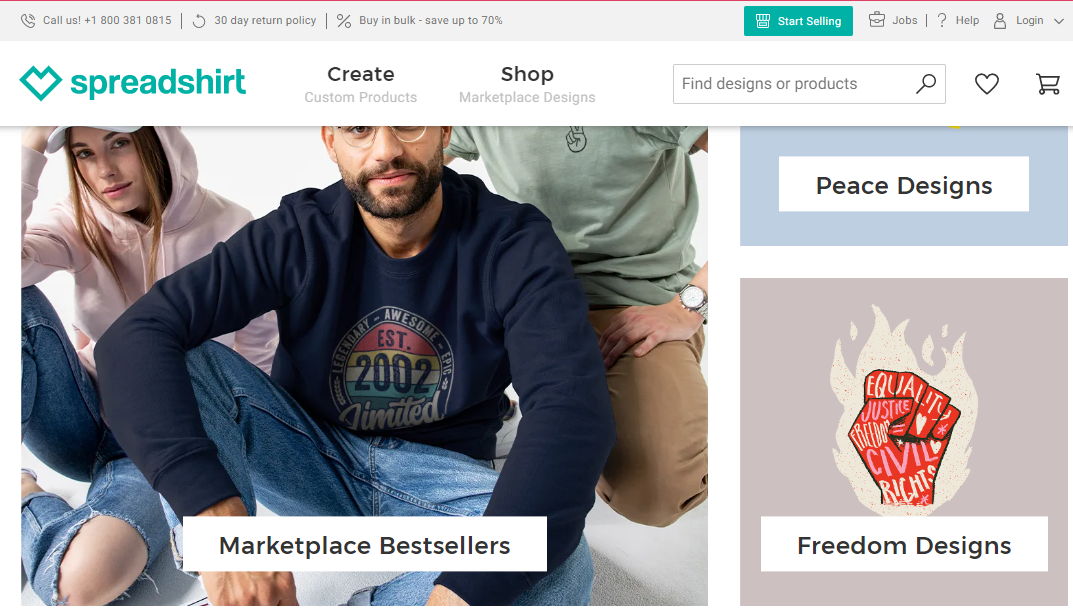 Call us! +1 800 381 0815
30 day return policy
Buy in bulk - save up to 70%
Start Selling
Jobs
Help
Login
spreadshirt
Create
Custom Products
Shop
Marketplace Designs
Find designs or products
Peace Designs
LEGENDARY - AWESOME - EPIC
EST.
2002
Limited
Marketplace Bestsellers
EQUALITY
JUSTICE
FREEDOM
CIVIL
RIGHTS
Freedom Designs